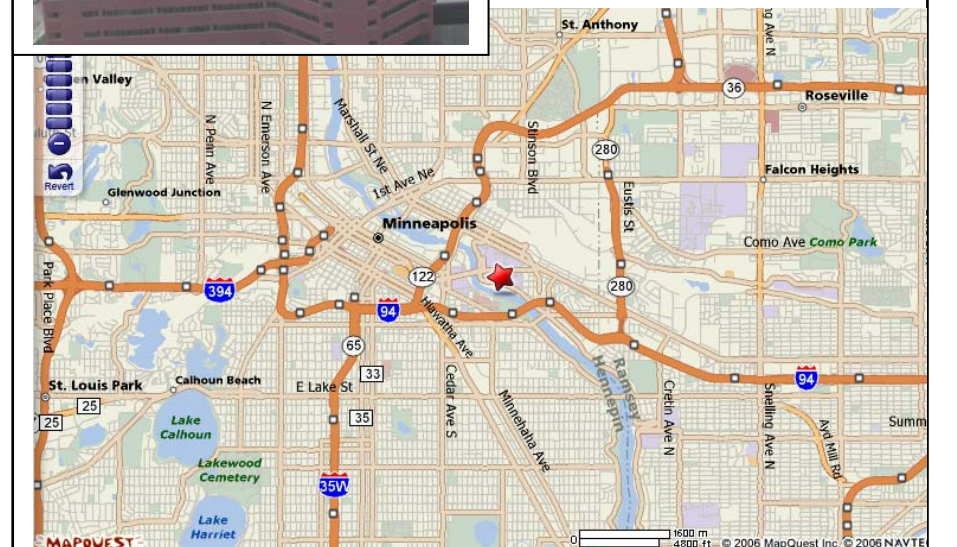 St. Anthony
en Valley
36
Roseville
N Penn Ave
N Emerson Ave
Marshall St Ne
Stinson Blvd
280
Revert
Glenwood Junction
1st Ave Ne
Eustis St
Falcon Heights
Minneapolis
Como Ave Como Park
Park Place Blvd
394
122
280
94
Hiawatha Ave
65
33
St. Louis Park
Calhoun Beach
E Lake St
Cedar Ave S
Minnehaha Ave
Hennepin
Ramsey
Cretin Ave N
Snelling Ave N
94
25
25
35
Lake
Calhoun
Ayd Mill Rd
Summ
Lakewood
Cemetery
35W
Lake
Harriet
MAPQUEST
0
1600 m
4800 ft
© 2006 MapQuest Inc. © 2006 NAVTE